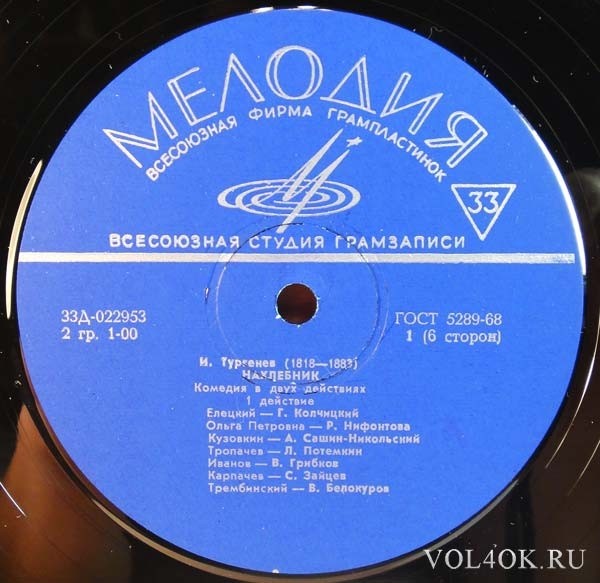 МЕЛОДИЯ
ВСЕСОЮЗНАЯ ФИРМА ГРАМПЛАСТИНОК
33
ВСЕСОЮЗНАЯ СТУДИЯ ГРАМЗАПИСИ
33Д-022953
ГОСТ 5289-68
2 гр. 1-00
1 (6 сторон)
И. Тургенев (1818—1883)
НАХЛЕБНИК
Комедия в двух действиях
1 действие
Елецкий — Г. Колчицкий
Ольга Петровна — Р. Нифонтова
Кузовкин — А. Сашин-Никольский
Тропачев — Л. Потемкин
Иванов — В. Грибков
Карпачев — С. Зайцев
Трембинский — В. Белокуров
VOL4OK.RU